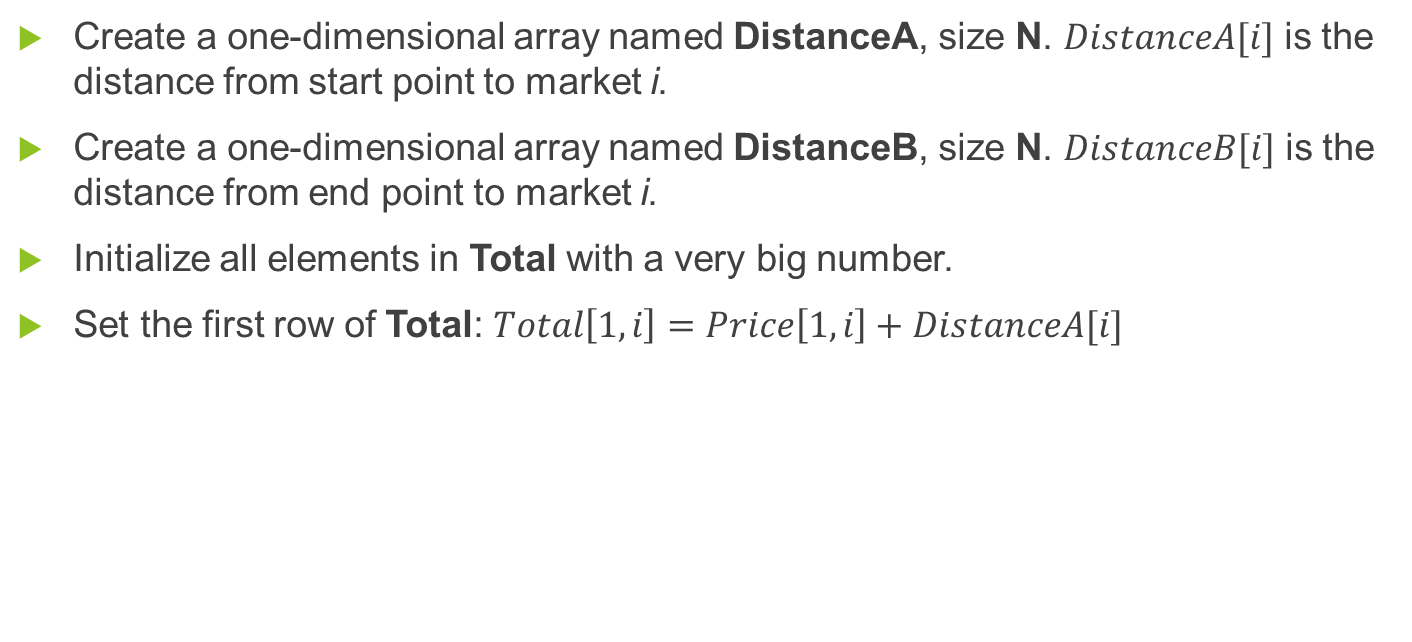 Create a one-dimensional array named DistanceA, size N. DistanceA[i] is the
distance from start point to market i.
Create a one-dimensional array named DistanceB, size N. DistanceB[i] is the
distance from end point to market i.
Initialize all elements in Total with a very big number.
Set the first row of Total: Total[1, i] = Price[1, i] + DistanceA[i]